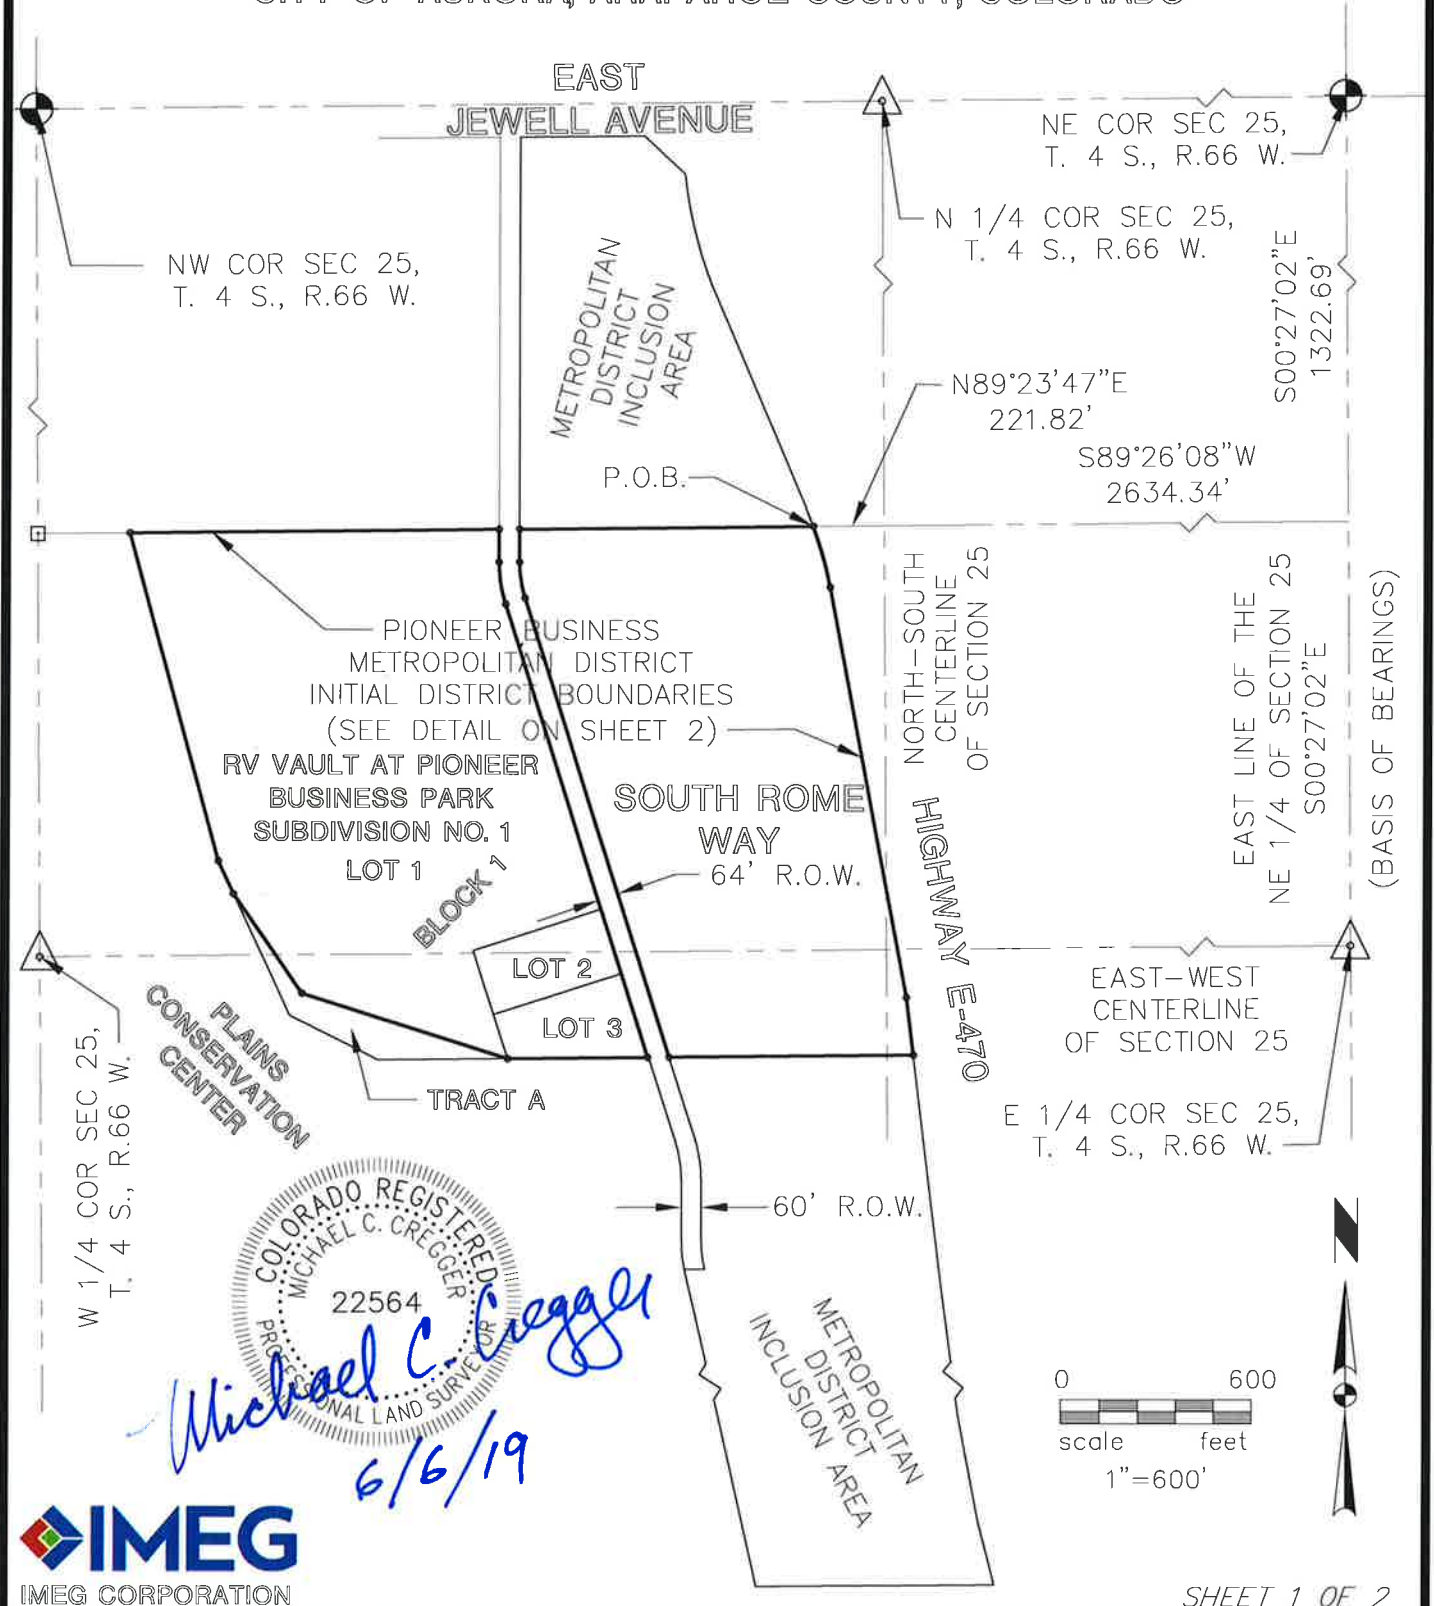 CITY OF AURORA, ARAPAHOE COUNTY, COLORADO
EAST
JEWELL AVENUE
NE COR SEC 25,
T. 4 S., R.66 W.
N 1/4 COR SEC 25,
T. 4 S., R.66 W.
NW COR SEC 25,
T. 4 S., R.66 W.
S00°27'02"E
1322.69'
METROPOLITAN
DISTRICT
INCLUSION
AREA
N89°23'47"E
221.82'
S89°26'08"W
2634.34'
P.O.B.
NORTH-SOUTH
CENTERLINE
OF SECTION 25
EAST LINE OF THE
NE 1/4 OF SECTION 25
S00°27'02"E
(BASIS OF BEARINGS)
PIONEER BUSINESS
METROPOLITAN DISTRICT
INITIAL DISTRICT BOUNDARIES
(SEE DETAIL ON SHEET 2)
RV VAULT AT PIONEER
BUSINESS PARK
SUBDIVISION NO. 1
LOT 1
BLOCK 1
SOUTH ROME
WAY
64' R.O.W.
HIGHWAY E-470
LOT 2
LOT 3
EAST-WEST
CENTERLINE
OF SECTION 25
PLAINS
CONSERVATION
CENTER
W 1/4 COR SEC 25,
T. 4 S., R.66 W.
TRACT A
E 1/4 COR SEC 25,
T. 4 S., R.66 W.
60' R.O.W.
COLORADO REGISTERED
MICHAEL C. CREGGER
22564
PROFESSIONAL LAND SURVEYOR
Michael C. Cregger
6/6/19
METROPOLITAN
DISTRICT
INCLUSION AREA
N
0 600
scale feet
1"=600'
IMEG
IMEG CORPORATION
SHEET 1 OF 2